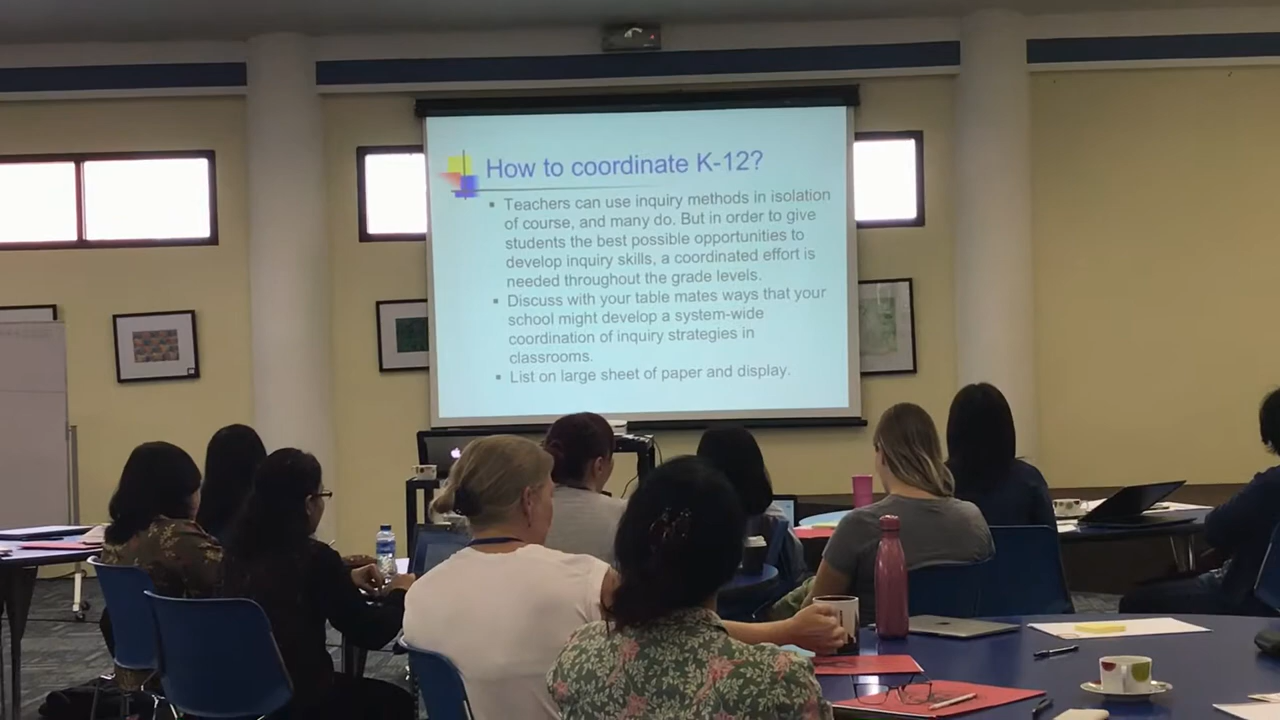 How to coordinate K-12?
▪ Teachers can use inquiry methods in isolation
of course, and many do. But in order to give
students the best possible opportunities to
develop inquiry skills, a coordinated effort is
needed throughout the grade levels.
▪ Discuss with your table mates ways that your
school might develop a system-wide
coordination of inquiry strategies in
classrooms.
▪ List on large sheet of paper and display.